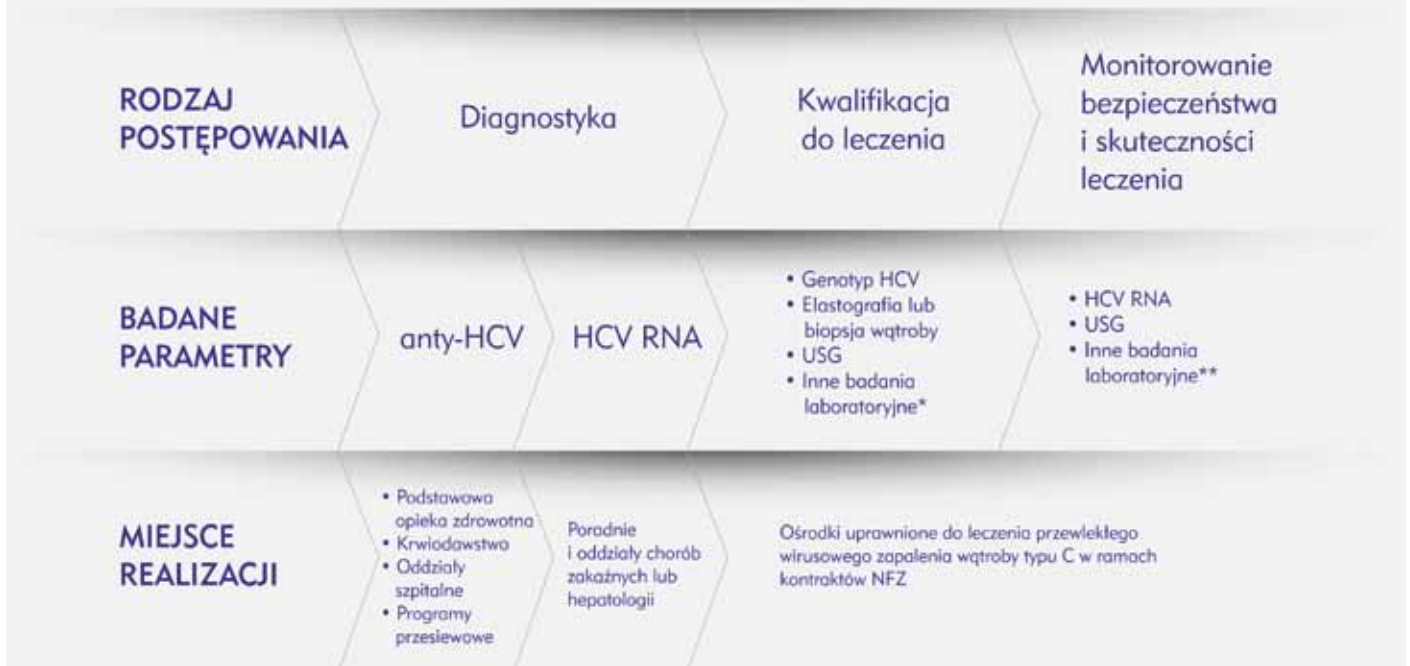 RODZAJ
POSTĘPOWANIA
Diagnostyka
Kwalifikacja
do leczenia
Monitorowanie
bezpieczeństwa
i skuteczności
leczenia
BADANE
PARAMETRY
anty-HCV
HCV RNA
• Genotyp HCV
• Elastografia lub
biopsja wątroby
• USG
• Inne badania
laboratoryjne*
• HCV RNA
• USG
• Inne badania
laboratoryjne**
MIEJSCE
REALIZACJI
• Podstawowa
opieka zdrowotna
• Krwiodawstwo
• Oddziały
szpitalne
• Programy
przesiewowe
Poradnie
i oddziały chorób
zakaźnych lub
hepatologii
Ośrodki uprawnione do leczenia przewlekłego
wirusowego zapalenia wątroby typu C w ramach
kontraktów NFZ